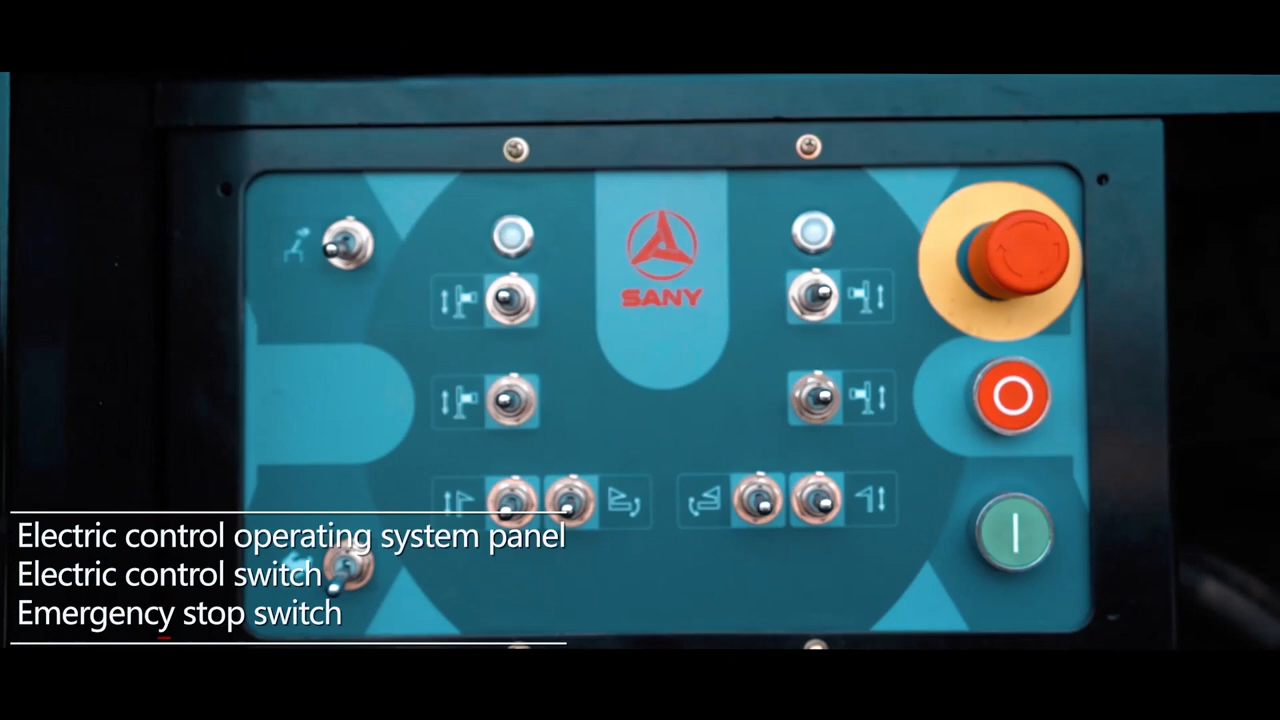 SANY
Electric control operating system panel
Electric control switch
Emergency stop switch